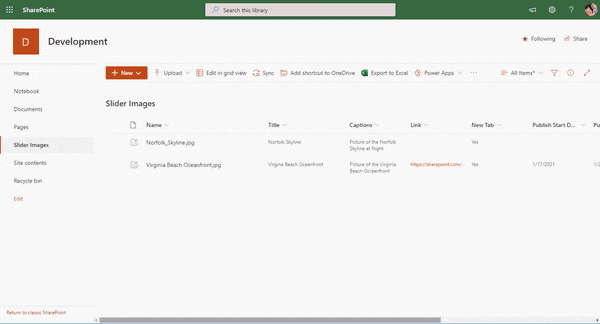 SharePoint
Search this library
?
D
Development
Following
Share
Home
Notebook
Documents
Pages
Slider Images
Site contents
Recycle bin
Edit
Return to classic SharePoint
+ New
Upload
Edit in grid view
Sync
Add shortcut to OneDrive
Export to Excel
Power Apps
...
All Items*
Slider Images
Name
Title
Captions
Link
New Tab
Publish Start D...
Pu
Norfolk_Skyline.jpg
Norfolk Skyline
Picture of the Norfolk
Skyline at Night
Yes
Virginia Beach Oceanfront.jpg
Virginia Beach Oceanfront
Picture of the Virginia
Beach Oceanfront
https://sharepoint.com/
Yes
1/17/2021
1/2